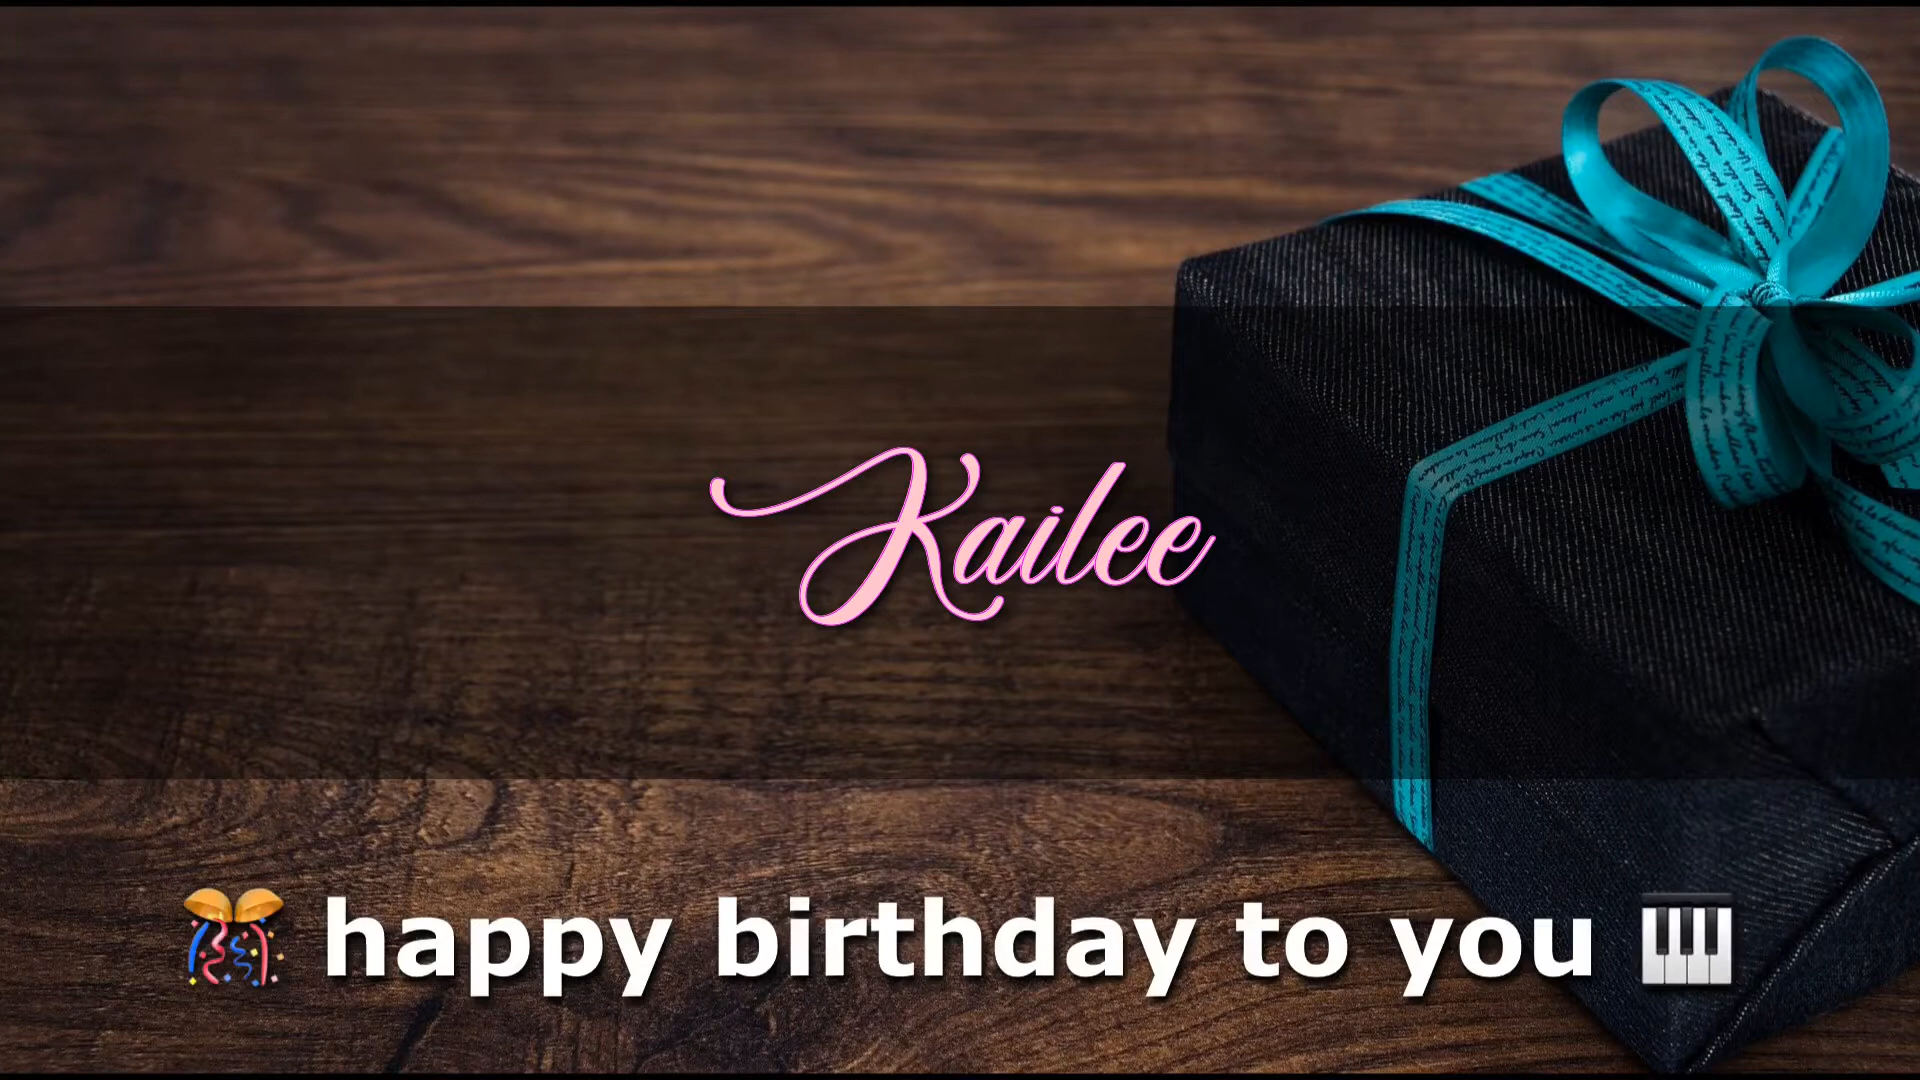 Kailee
🎊 happy birthday to you 🎹